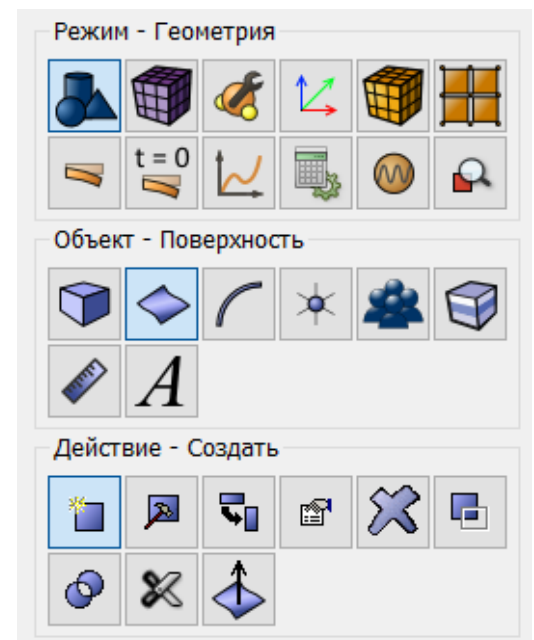 Режим - Геометрия
t = 0
Объект - Поверхность
A
Действие - Создать